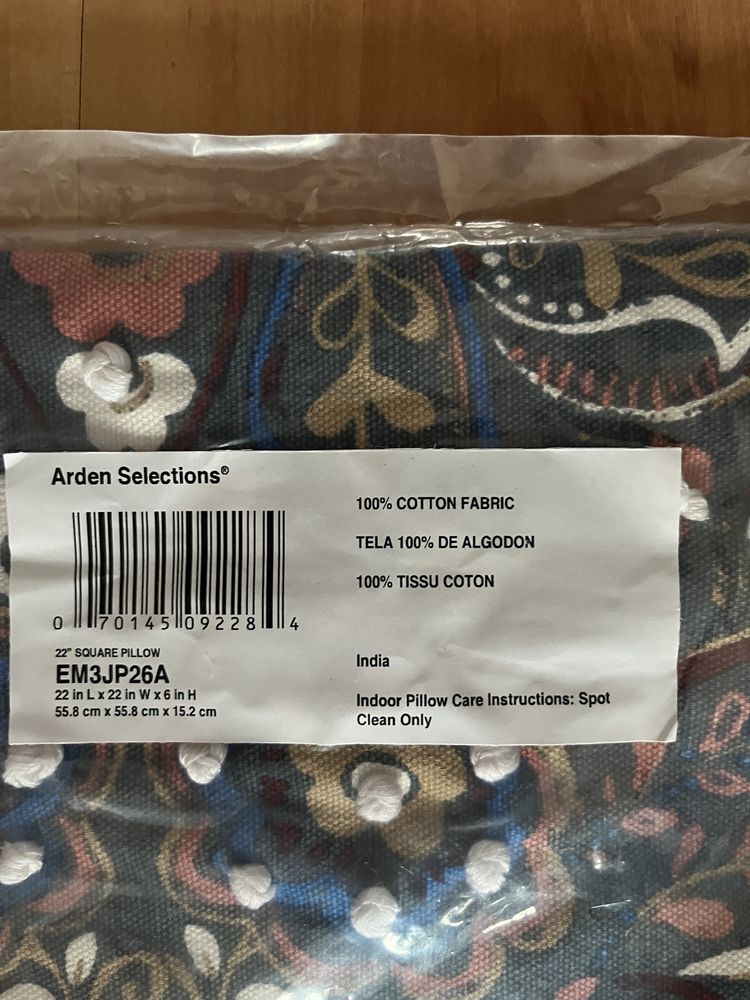 Arden Selections®
0 70145 09228 4
22” SQUARE PILLOW
EM3JP26A
22 in L x 22 in W x 6 in H
55.8 cm x 55.8 cm x 15.2 cm
100% COTTON FABRIC
TELA 100% DE ALGODON
100% TISSU COTON
India
Indoor Pillow Care Instructions: Spot
Clean Only